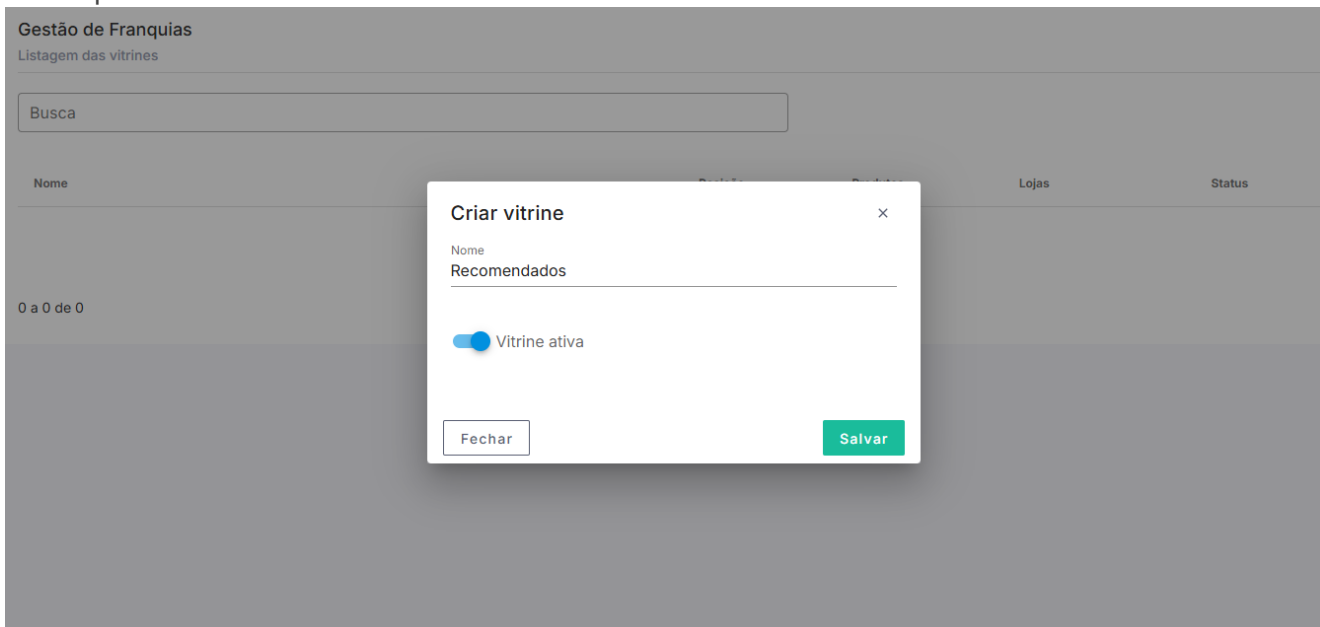 Gestão de Franquias
Listagem das vitrines
Busca
Nome
Lojas
Status
Criar vitrine
Nome
Recomendados
Vitrine ativa
Fechar
Salvar
0 a 0 de 0